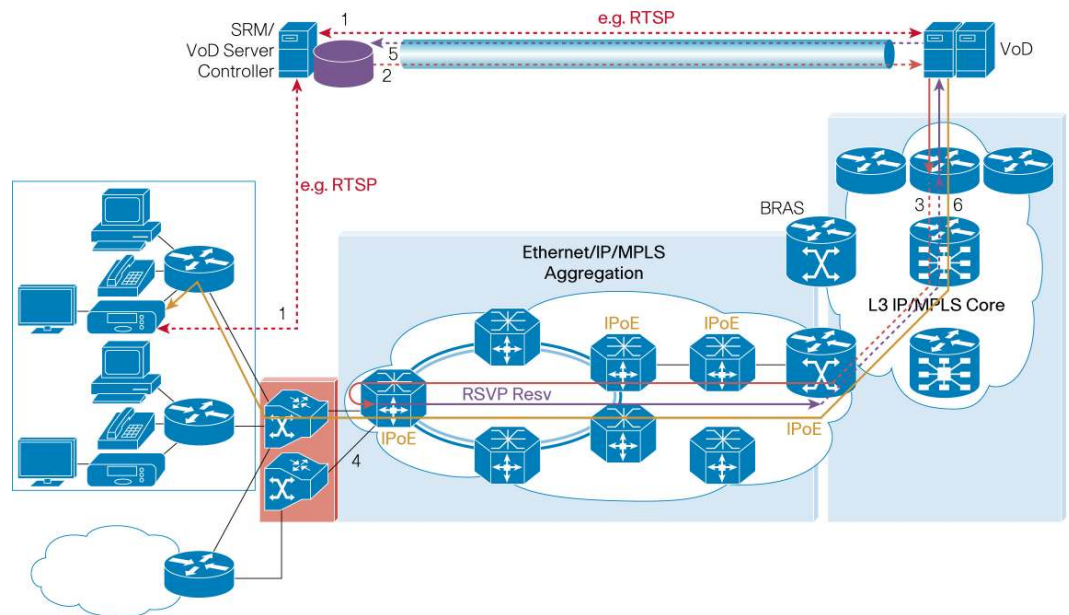 1
e.g. RTSP
SRM/
VoD Server
Controller
5
2
VoD
e.g. RTSP
3
6
BRAS
Ethernet/IP/MPLS
Aggregation
L3 IP/MPLS Core
1
IPoE
IPoE
RSVP Resv
IPoE
IPoE
4